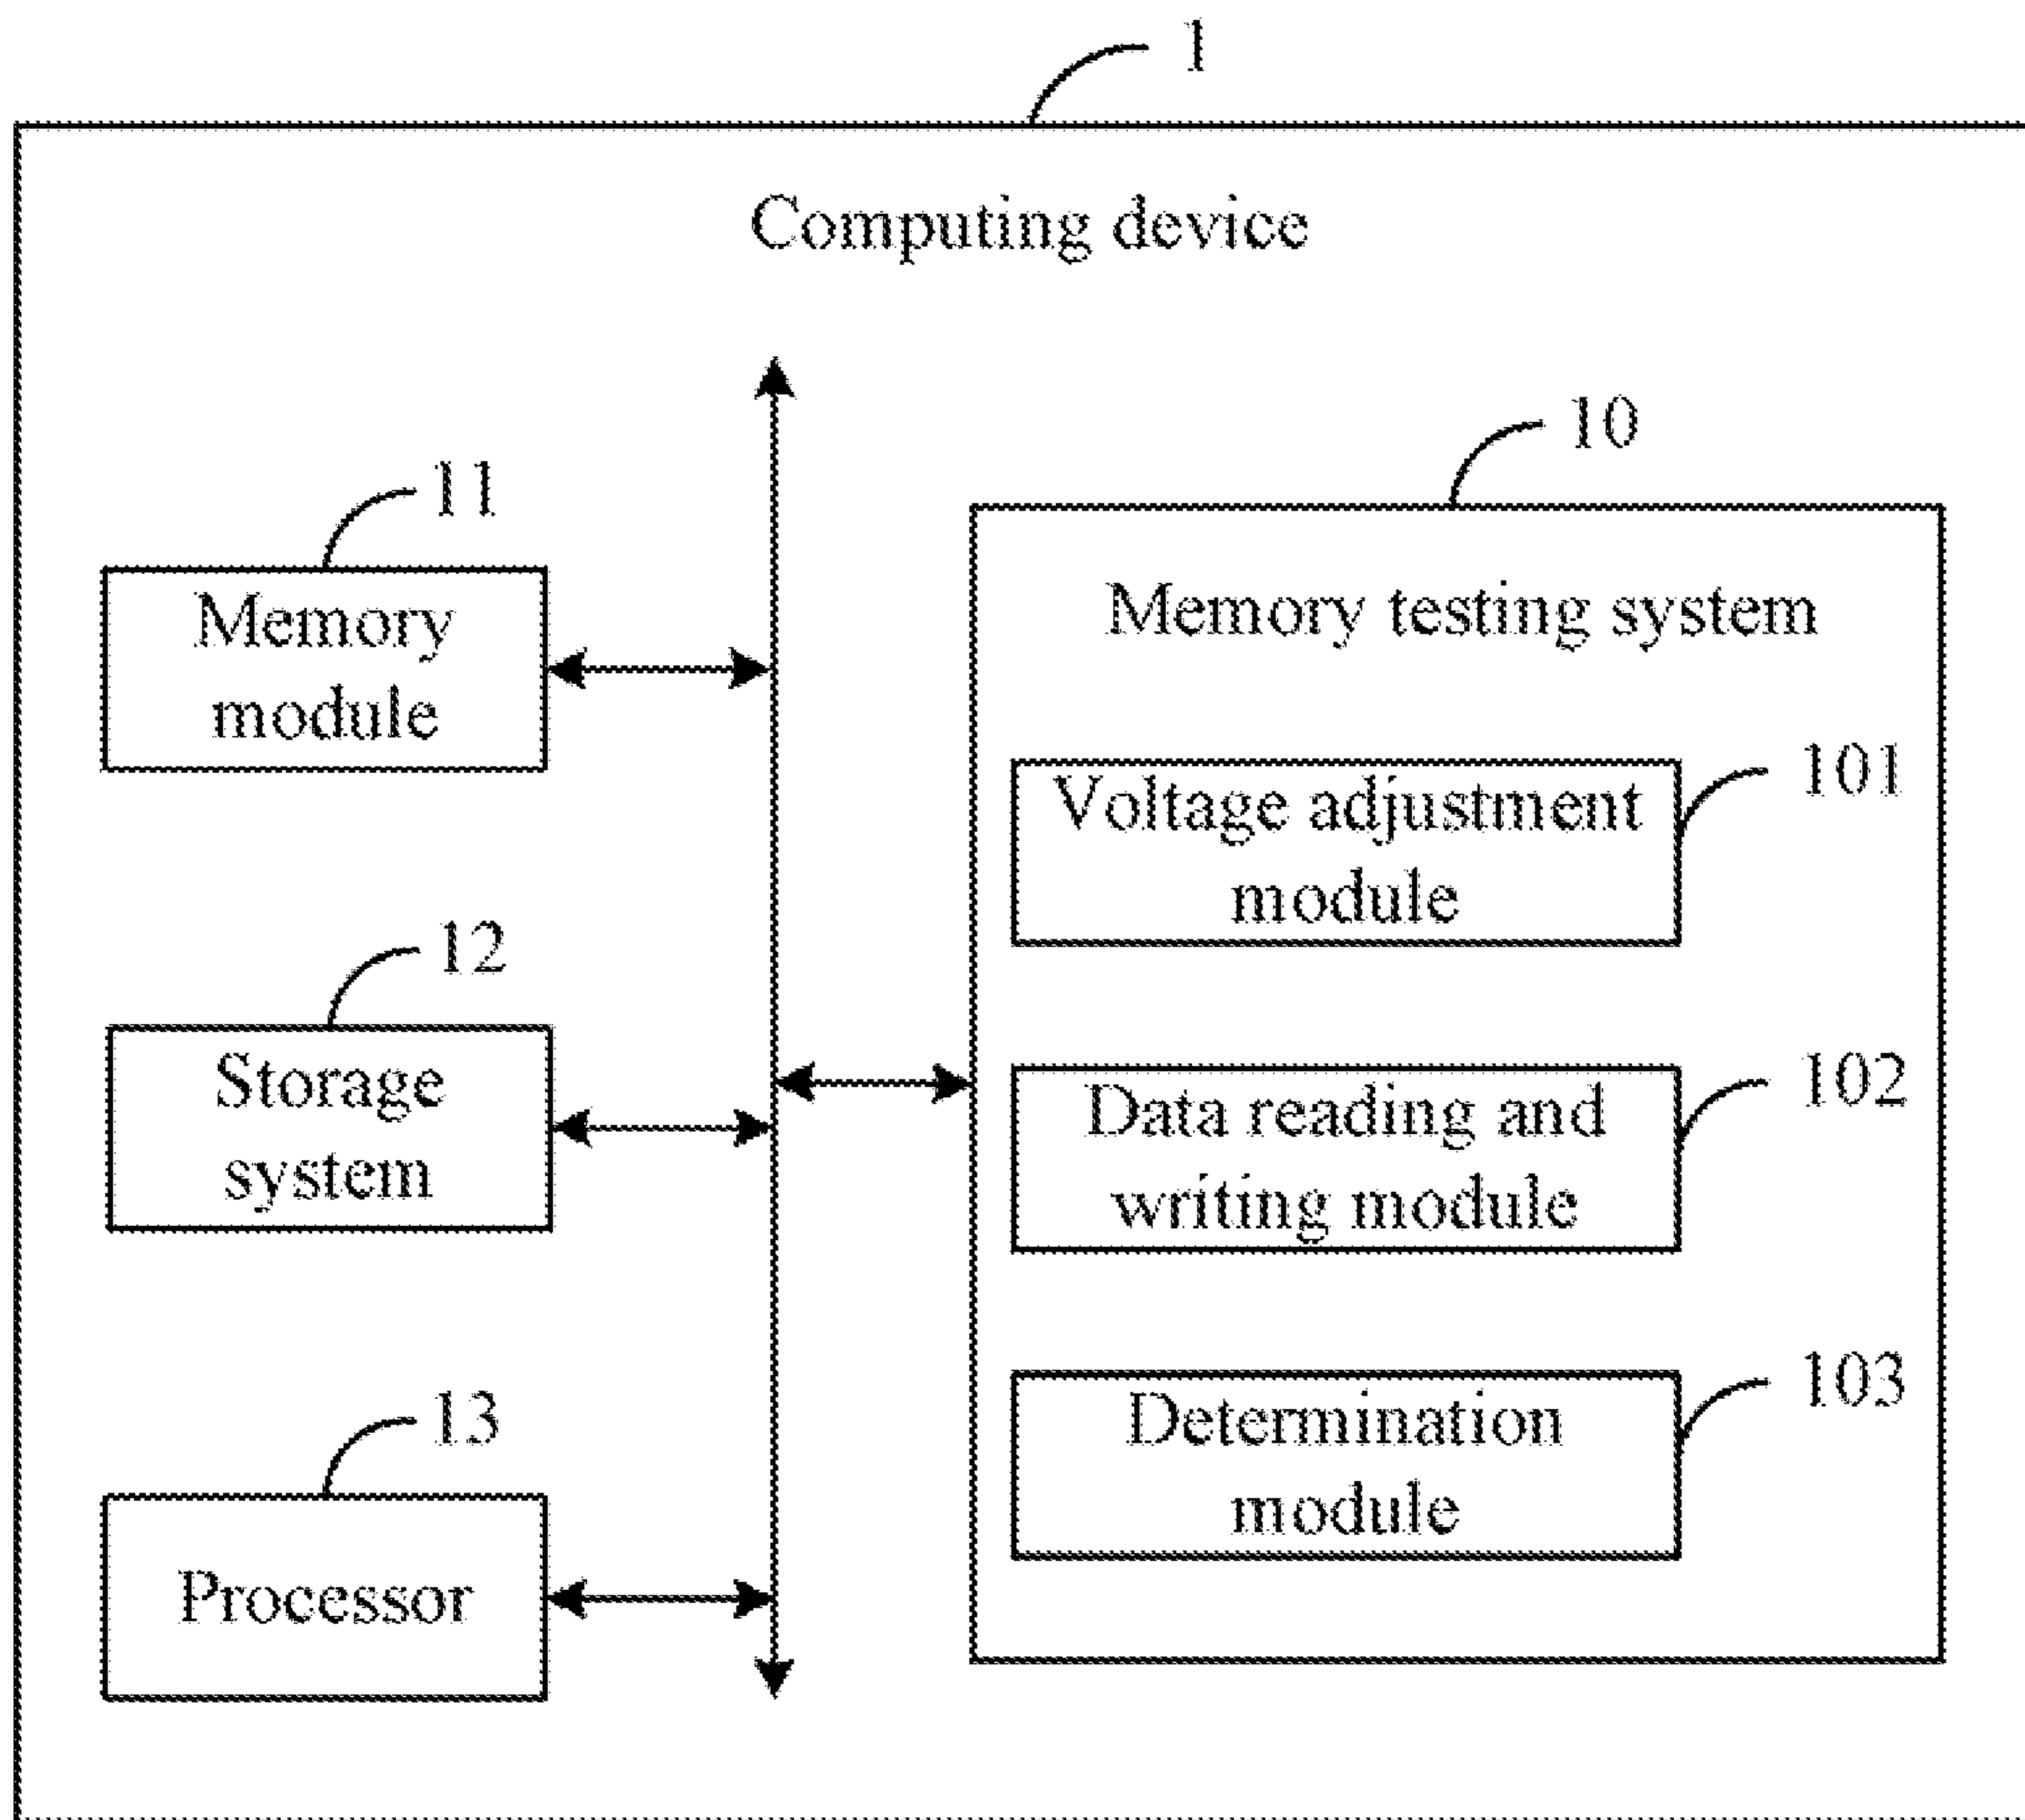 1
Computing device
10
11
Memory
module
Memory testing system
101
Voltage adjustment
module
12
Storage
system
102
Data reading and
writing module
13
Processor
103
Determination
module